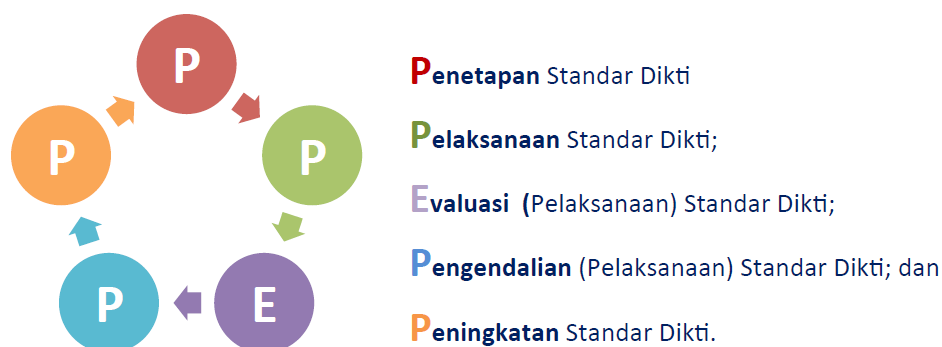 P
P
P
P
E
Penetapan Standar Dikti
Pelaksanaan Standar Dikti;
Evaluasi (Pelaksanaan) Standar Dikti;
Pengendalian (Pelaksanaan) Standar Dikti; dan
Peningkatan Standar Dikti.